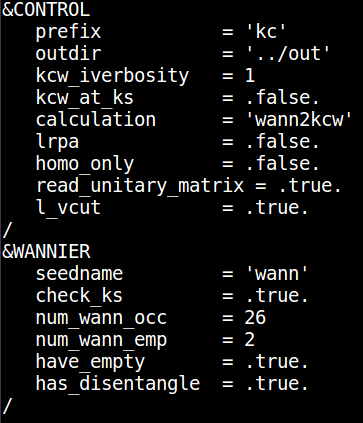 &CONTROL
   prefix           = 'kc'
   outdir           = '../out'
   kcw_iverbosity   = 1
   kcw_at_ks        = .false.
   calculation      = 'wann2kcw'
   lrpa             = .false.
   homo_only        = .false.
   read_unitary_matrix = .true.
   l_vcut           = .true.
/
&WANNIER
   seedname         = 'wann'
   check_ks         = .true.
   num_wann_occ     = 26
   num_wann_emp     = 2
   have_empty       = .true.
   has_disentangle  = .true.
/